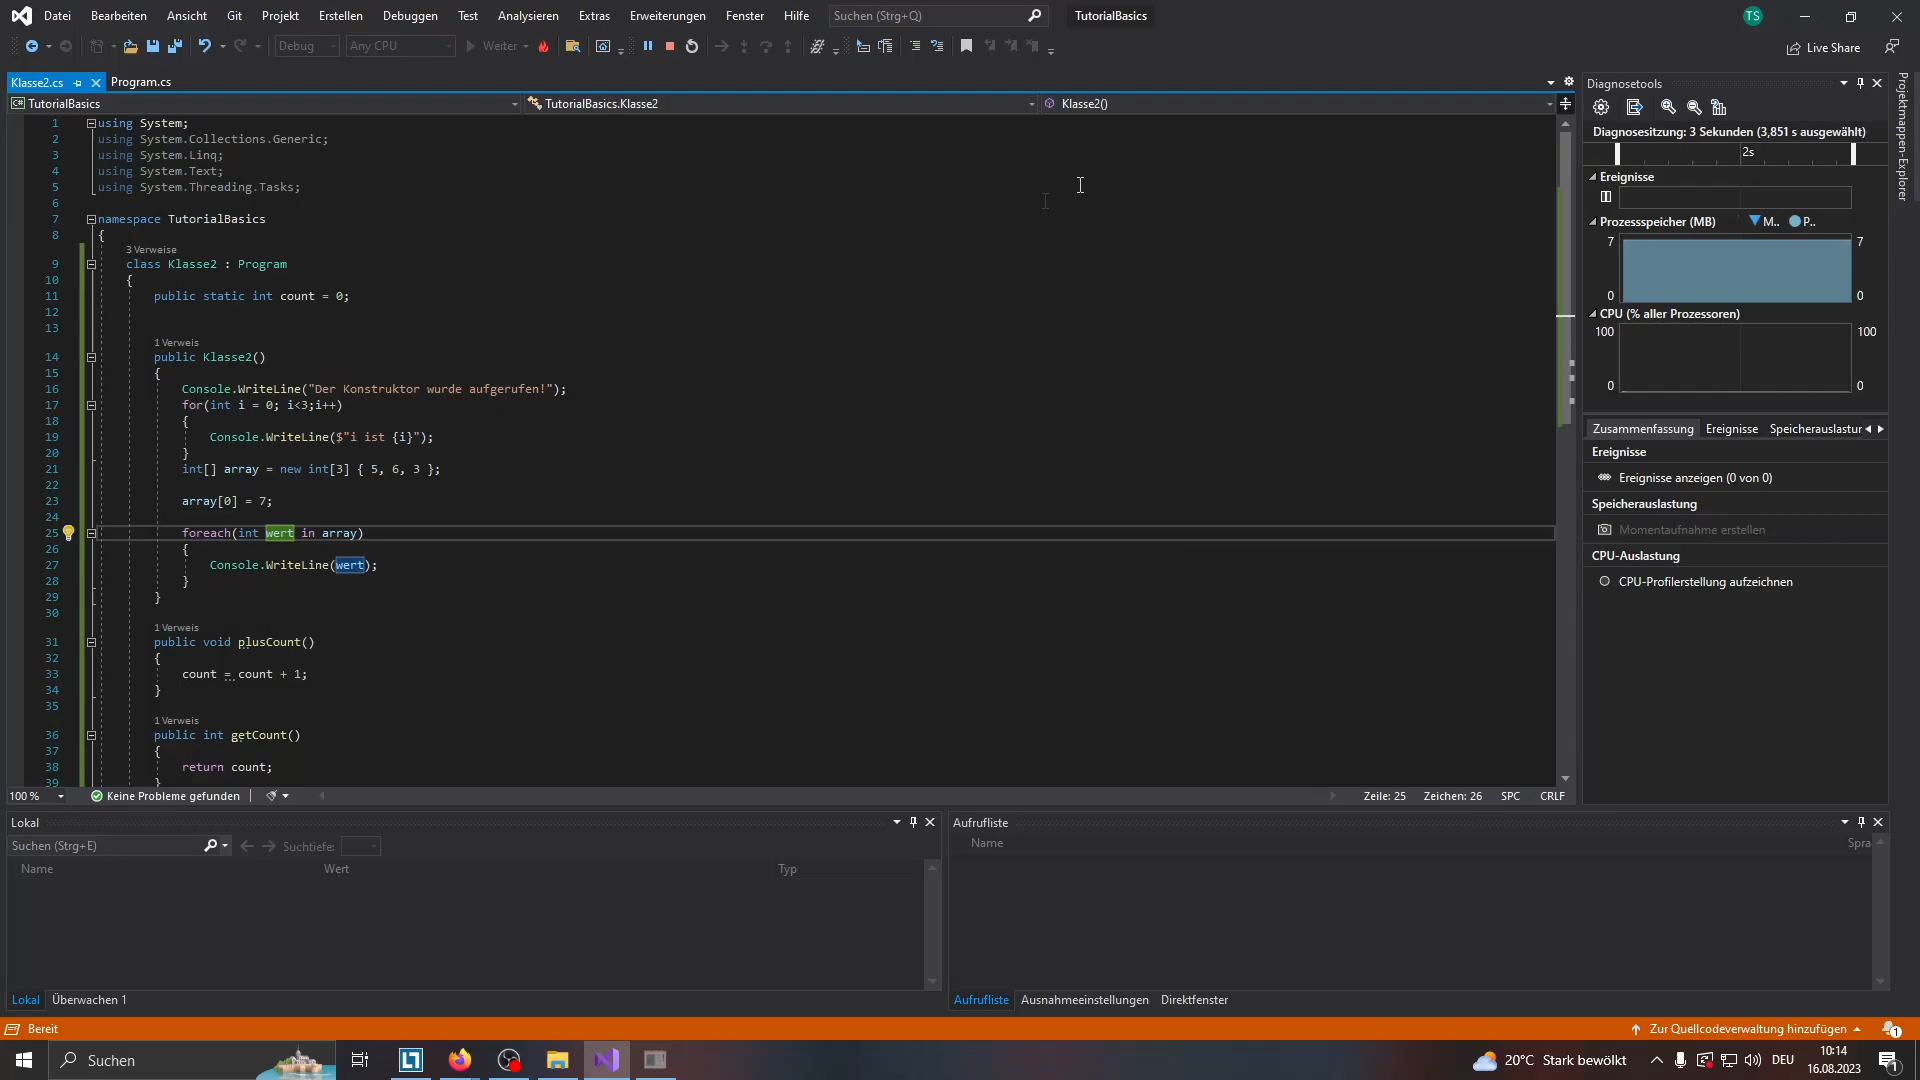 Datei Bearbeiten Ansicht Git Projekt Erstellen Debuggen Test Analysieren Extras Erweiterungen Fenster Hilfe Suchen (Strg+Q) TutorialBasics TS
Debug Any CPU Weiter Live Share
Klasse2.cs Program.cs
TutorialBasics TutorialBasics.Klasse2 Klasse2()
1 using System;
2 using System.Collections.Generic;
3 using System.Linq;
4 using System.Text;
5 using System.Threading.Tasks;
6
7 namespace TutorialBasics
8 {
3 Verweise
9 class Klasse2 : Program
10 {
11 public static int count = 0;
12
13
1 Verweis
14 public Klasse2()
15 {
16 Console.WriteLine("Der Konstruktor wurde aufgerufen!");
17 for(int i = 0; i<3;i++)
18 {
19 Console.WriteLine($"i ist {i}");
20 }
21 int[] array = new int[3] { 5, 6, 3 };
22
23 array[0] = 7;
24
25 foreach(int wert in array)
26 {
27 Console.WriteLine(wert);
28 }
29 }
30
1 Verweis
31 public void plusCount()
32 {
33 count = count + 1;
34 }
35
1 Verweis
36 public int getCount()
37 {
38 return count;
39 }
100 % Keine Probleme gefunden Zeile: 25 Zeichen: 26 SPC CRLF
Diagnosetools
Diagnosesitzung: 3 Sekunden (3,851 s ausgewählt)
2s
Ereignisse
Prozessspeicher (MB) M.. P..
7 7
0 0
CPU (% aller Prozessoren)
100 100
0 0
Zusammenfassung Ereignisse Speicherauslastur
Ereignisse
Ereignisse anzeigen (0 von 0)
Speicherauslastung
Momentaufnahme erstellen
CPU-Auslastung
CPU-Profilerstellung aufzeichnen
Projektmappen-Explorer
Lokal
Suchen (Strg+E) Suchtiefe:
Name Wert Typ
Lokal Überwachen 1
Aufrufliste
Name Spra
Aufrufliste Ausnahmeeinstellungen Direktfenster
Bereit Zur Quellcodeverwaltung hinzufügen 1
Suchen 20°C Stark bewölkt DEU 10:14 1
16.08.2023